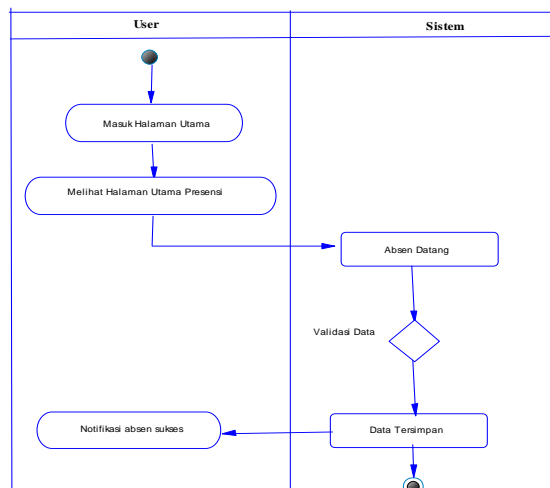 User
Sistem
Masuk Halaman Utama
Melihat Halaman Utama Presensi
Absen Datang
Validasi Data
Notifikasi absen sukses
Data Tersimpan